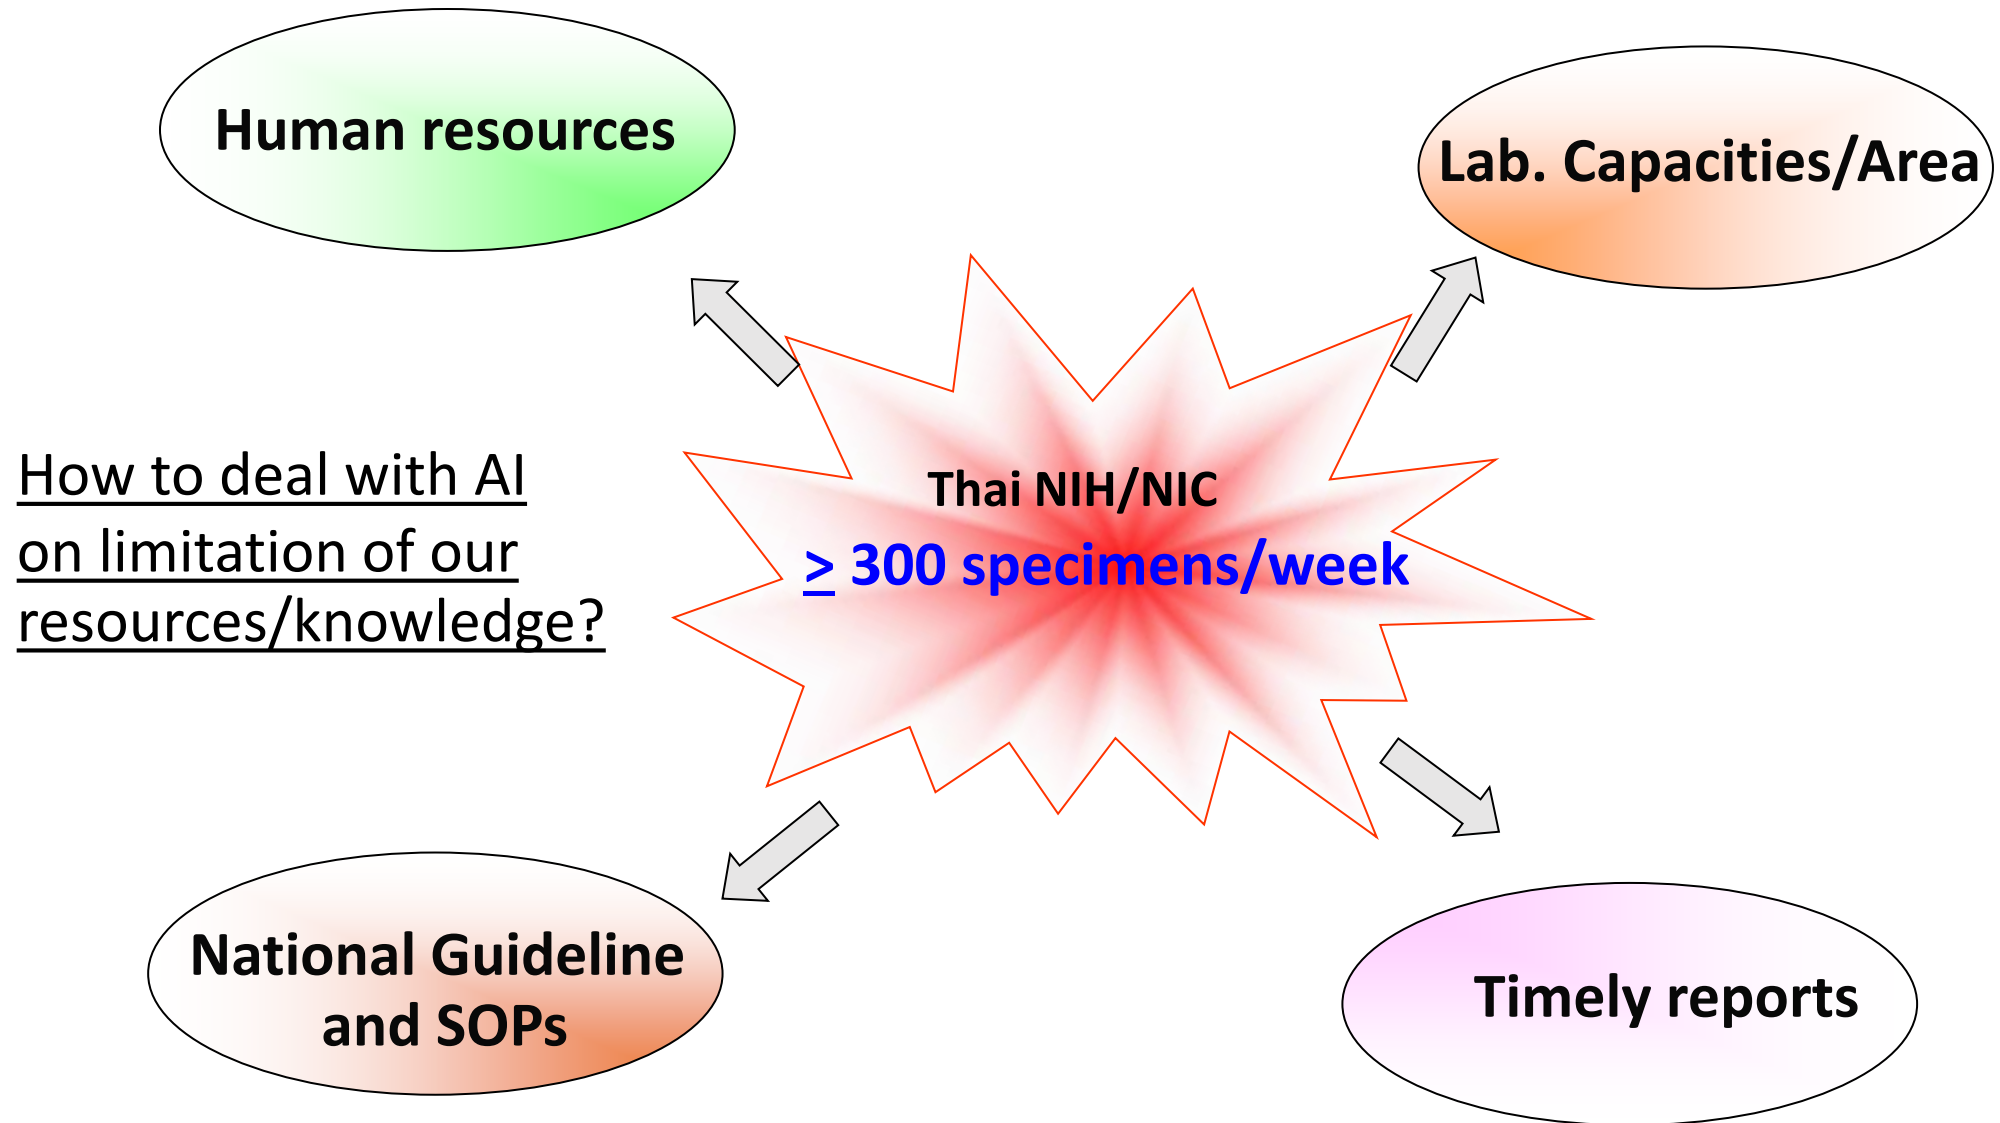 Human resources
Lab. Capacities/Area
How to deal with AI
on limitation of our
resources/knowledge?
Thai NIH/NIC
≥ 300 specimens/week
National Guideline
and SOPs
Timely reports